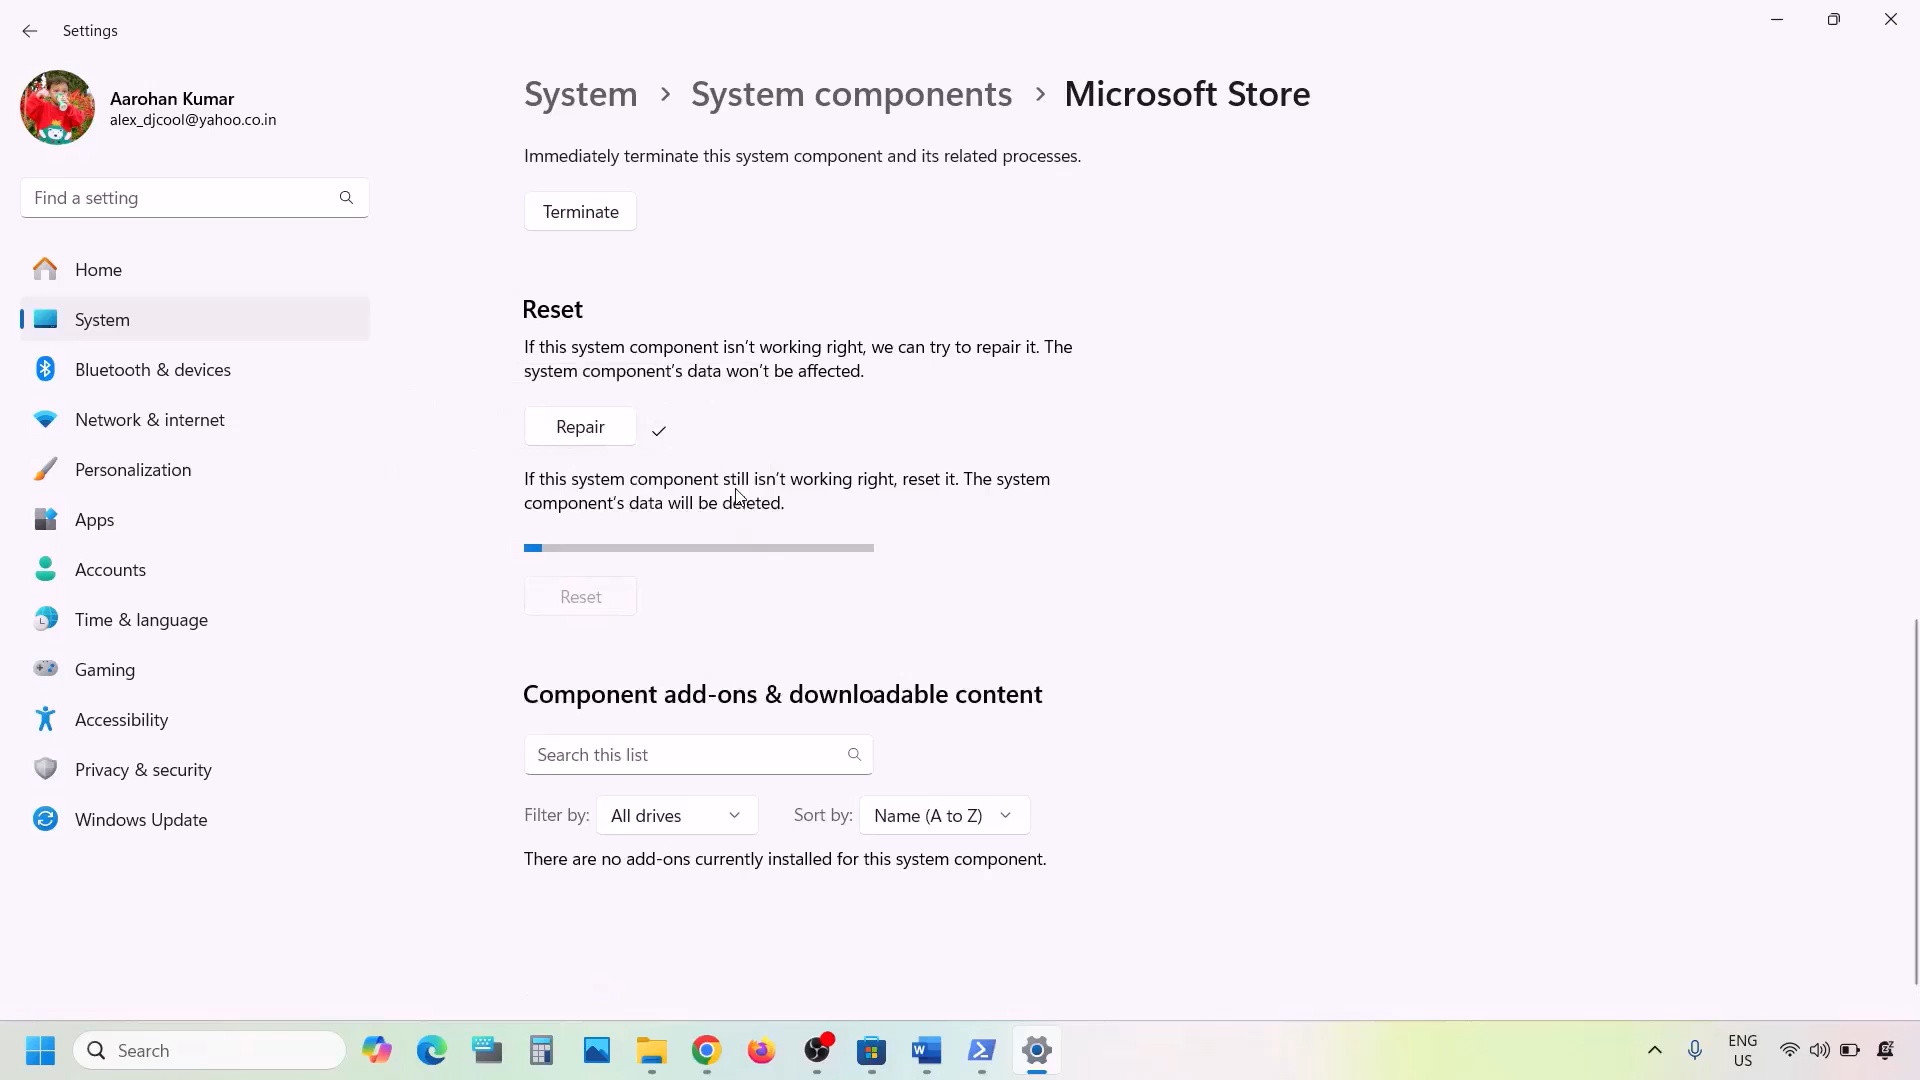 Settings
Aarohan Kumar
alex_djcool@yahoo.co.in
Find a setting
Home
System
Bluetooth & devices
Network & internet
Personalization
Apps
Accounts
Time & language
Gaming
Accessibility
Privacy & security
Windows Update
System > System components > Microsoft Store
Immediately terminate this system component and its related processes.
Terminate
Reset
If this system component isn't working right, we can try to repair it. The
system component's data won't be affected.
Repair
If this system component still isn't working right, reset it. The system
component's data will be deleted.
Reset
Component add-ons & downloadable content
Search this list
Filter by: All drives Sort by: Name (A to Z)
There are no add-ons currently installed for this system component.
Search
ENG
US